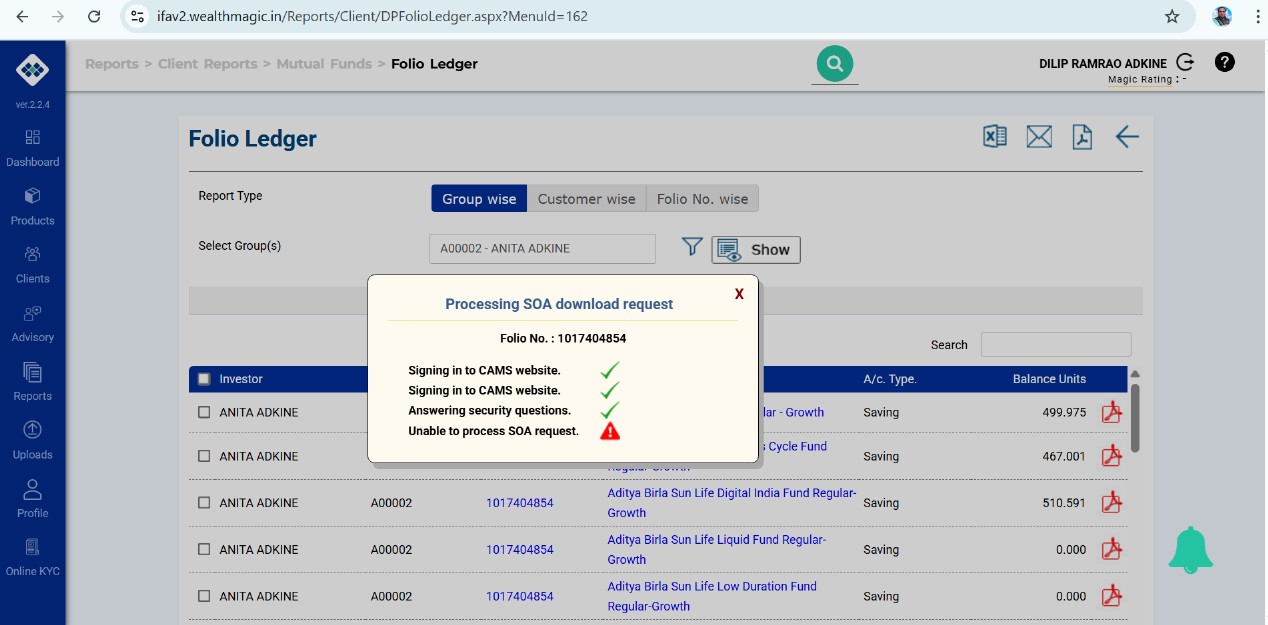 ifav2.wealthmagic.in/Reports/Client/DPFolioLedger.aspx?MenuId=162
Reports > Client Reports > Mutual Funds > Folio Ledger
DILIP RAMRAO ADKINE
Magic Rating : -
ver.2.2.4
Dashboard
Products
Clients
Advisory
Reports
Uploads
Profile
Online KYC
Folio Ledger
Report Type
Group wise Customer wise Folio No. wise
Select Group(s)
A00002 - ANITA ADKINE
Show
Processing SOA download request
X
Folio No. : 1017404854
Signing in to CAMS website.
Signing in to CAMS website.
Answering security questions.
Unable to process SOA request.
Search
Investor A/c. Type. Balance Units
ANITA ADKINE lar - Growth Saving 499.975
ANITA ADKINE s Cycle Fund Saving 467.001
ANITA ADKINE A00002 1017404854 Aditya Birla Sun Life Digital India Fund Regular-
Growth Saving 510.591
ANITA ADKINE A00002 1017404854 Aditya Birla Sun Life Liquid Fund Regular-
Growth Saving 0.000
ANITA ADKINE A00002 1017404854 Aditya Birla Sun Life Low Duration Fund
Regular-Growth Saving 0.000